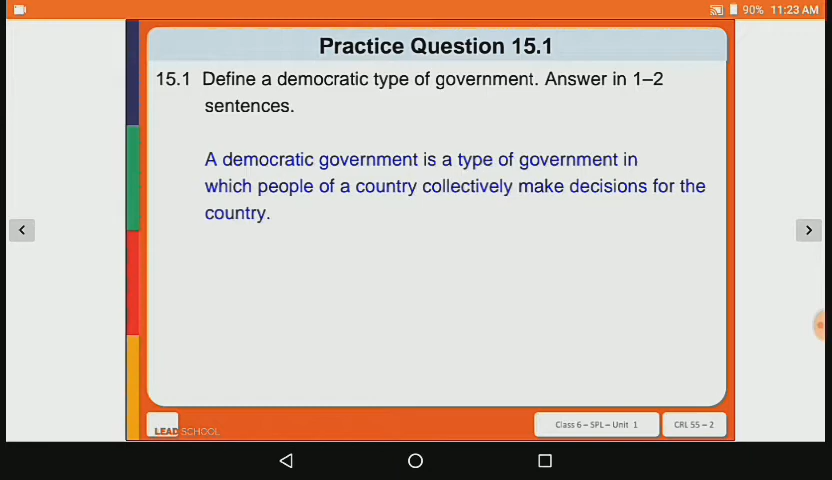 90% 11:23 AM
Practice Question 15.1
15.1 Define a democratic type of government. Answer in 1–2
sentences.
A democratic government is a type of government in
which people of a country collectively make decisions for the
country.
LEAD SCHOOL
Class 6 – SPL – Unit 1
CRL 55 – 2